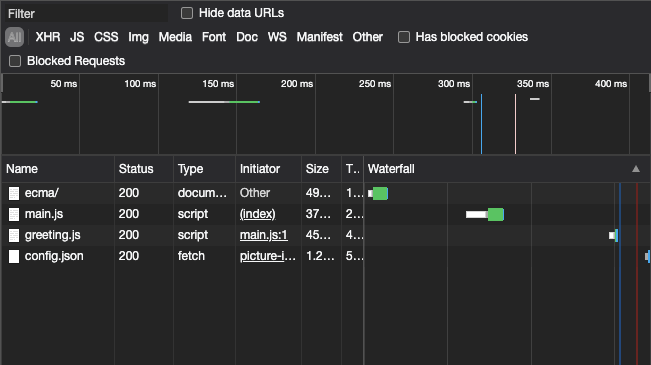 Filter Hide data URLs
All XHR JS CSS Img Media Font Doc WS Manifest Other Has blocked cookies
Blocked Requests
50 ms 100 ms 150 ms 200 ms 250 ms 300 ms 350 ms 400 ms
Name Status Type Initiator Size T.. Waterfall
ecma/ 200 docum... Other 49... 1...
main.js 200 script (index) 37... 2...
greeting.js 200 script main.js:1 45... 4...
config.json 200 fetch picture-i... 1.2... 5...